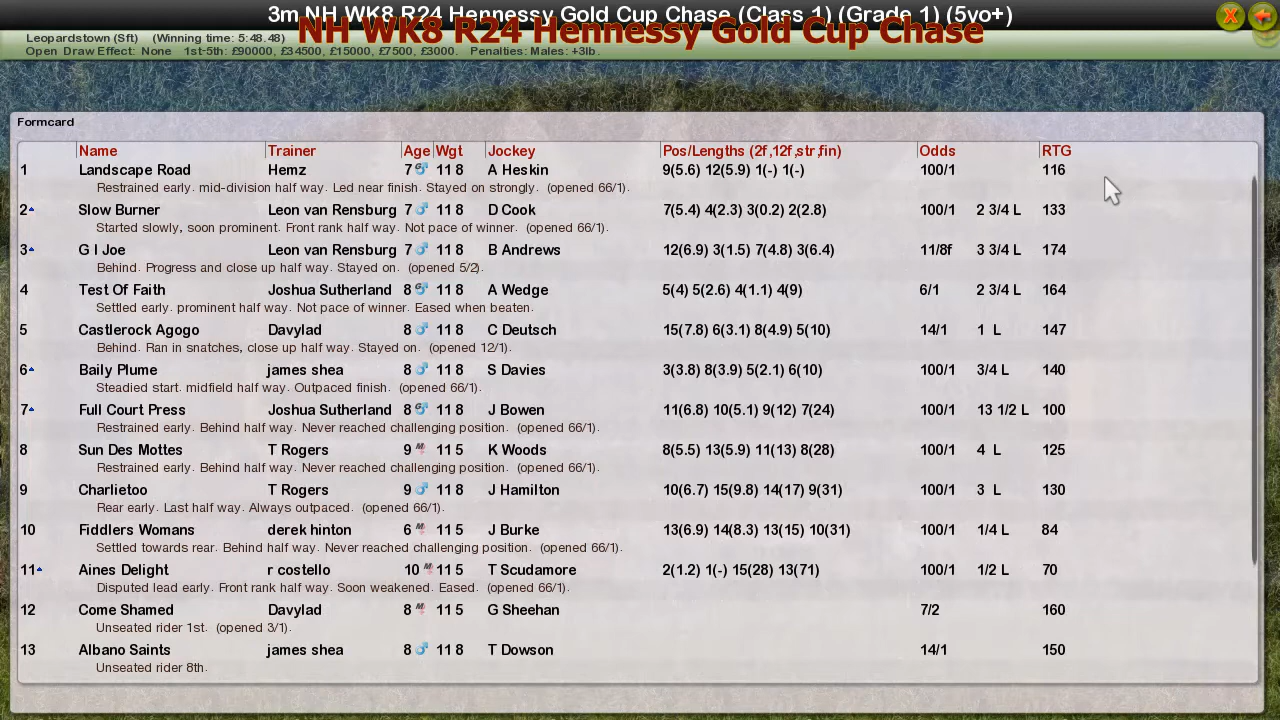 3m NH WK8 R24 Hennessy Gold Cup Chase (Class 1) (Grade 1) (5yo+)
NH WK8 R24 Hennessy Gold Cup Chase
Leopardstown (Sft) (Winning time: 5:48.48)
Open Draw Effect: None 1st-5th: £90000, £34500, £15000, £7500, £3000. Penalties: Males: +3lb.
Formcard
Name Trainer Age Wgt Jockey Pos/Lengths (2f,12f,str,fin) Odds RTG
1 Landscape Road Hemz 7 11 8 A Heskin 9(5.6) 12(5.9) 1(-) 1(-) 100/1 116
Restrained early. mid-division half way. Led near finish. Stayed on strongly. (opened 66/1).
2 Slow Burner Leon van Rensburg 7 11 8 D Cook 7(5.4) 4(2.3) 3(0.2) 2(2.8) 100/1 2 3/4 L 133
Started slowly, soon prominent. Front rank half way. Not pace of winner. (opened 66/1).
3 G I Joe Leon van Rensburg 7 11 8 B Andrews 12(6.9) 3(1.5) 7(4.8) 3(6.4) 11/8f 3 3/4 L 174
Behind. Progress and close up half way. Stayed on. (opened 5/2).
4 Test Of Faith Joshua Sutherland 8 11 8 A Wedge 5(4) 5(2.6) 4(1.1) 4(9) 6/1 2 3/4 L 164
Settled early. prominent half way. Not pace of winner. Eased when beaten.
5 Castlerock Agogo Davylad 8 11 8 C Deutsch 15(7.8) 6(3.1) 8(4.9) 5(10) 14/1 1 L 147
Behind. Ran in snatches, close up half way. Stayed on. (opened 12/1).
6 Baily Plume james shea 8 11 8 S Davies 3(3.8) 8(3.9) 5(2.1) 6(10) 100/1 3/4 L 140
Steadied start. midfield half way. Outpaced finish. (opened 66/1).
7 Full Court Press Joshua Sutherland 8 11 8 J Bowen 11(6.8) 10(5.1) 9(12) 7(24) 100/1 13 1/2 L 100
Restrained early. Behind half way. Never reached challenging position. (opened 66/1).
8 Sun Des Mottes T Rogers 9 11 5 K Woods 8(5.5) 13(5.9) 11(13) 8(28) 100/1 4 L 125
Restrained early. Behind half way. Never reached challenging position. (opened 66/1).
9 Charlietoo T Rogers 9 11 8 J Hamilton 10(6.7) 15(9.8) 14(17) 9(31) 100/1 3 L 130
Rear early. Last half way. Always outpaced. (opened 66/1).
10 Fiddlers Womans derek hinton 6 11 5 J Burke 13(6.9) 14(8.3) 13(15) 10(31) 100/1 1/4 L 84
Settled towards rear. Behind half way. Never reached challenging position. (opened 66/1).
11 Aines Delight r costello 10 11 5 T Scudamore 2(1.2) 1(-) 15(28) 13(71) 100/1 1/2 L 70
Disputed lead early. Front rank half way. Soon weakened. Eased. (opened 66/1).
12 Come Shamed Davylad 8 11 5 G Sheehan 7/2 160
Unseated rider 1st. (opened 3/1).
13 Albano Saints james shea 8 11 8 T Dowson 14/1 150
Unseated rider 8th.